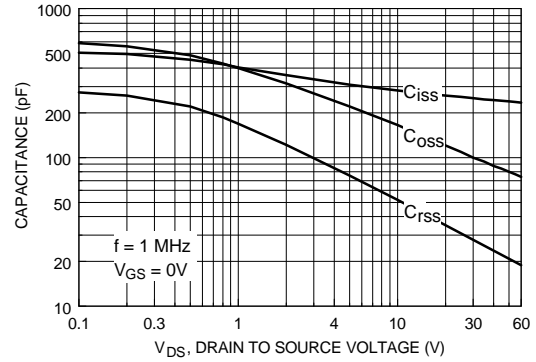 1000
500
200
100
50
20
10
CAPACITANCE (pF)
Ciss
Coss
Crss
f = 1 MHz
VGS = 0V
0.1 0.3 1 4 10 30 60
VDS, DRAIN TO SOURCE VOLTAGE (V)